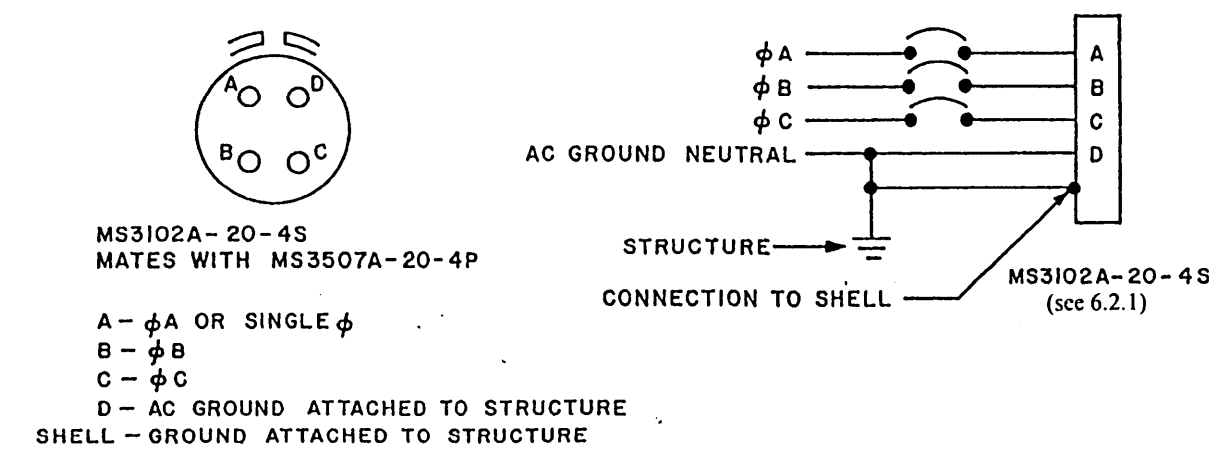 A D
B C
MS3102A-20-4S
MATES WITH MS3507A-20-4P
A - ϕA OR SINGLE ϕ
B - ϕB
C - ϕC
D - AC GROUND ATTACHED TO STRUCTURE
SHELL - GROUND ATTACHED TO STRUCTURE
ϕA A
ϕB B
ϕC C
AC GROUND NEUTRAL D
STRUCTURE
CONNECTION TO SHELL
MS3102A-20-4S
(see 6.2.1)